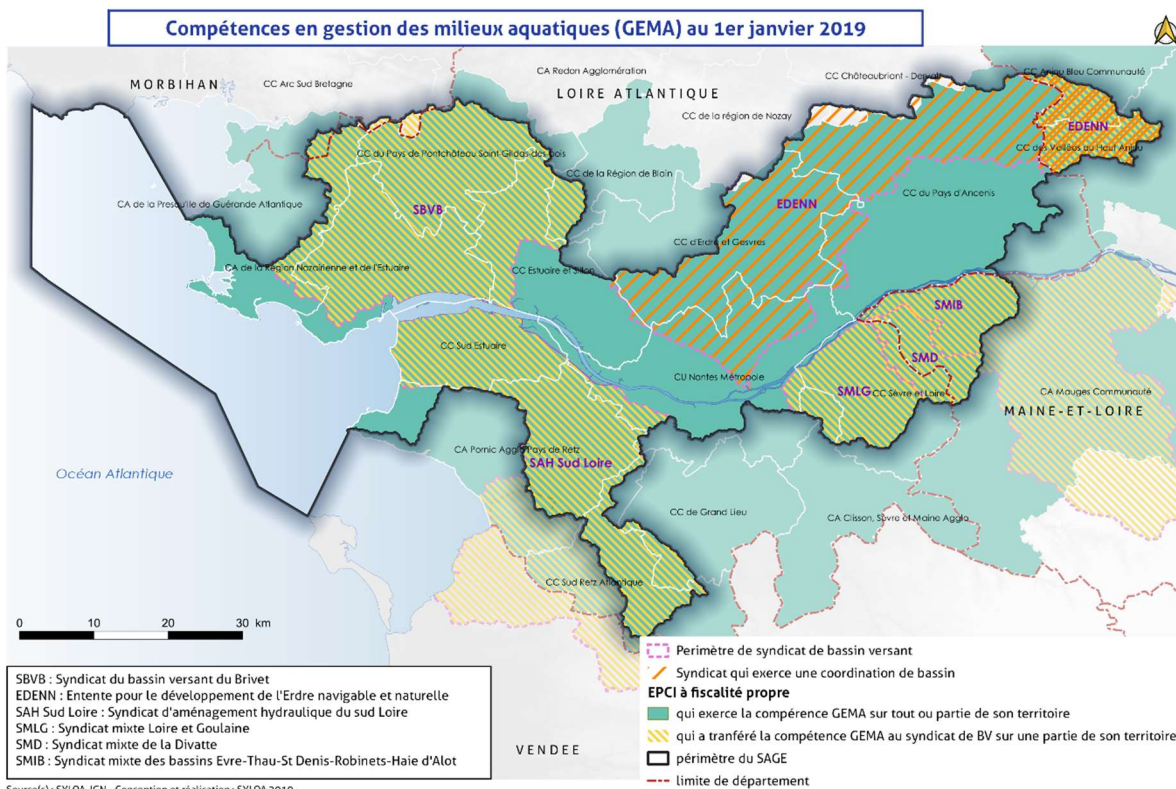 Compétences en gestion des milieux aquatiques (GEMA) au 1er janvier 2019
MORBIHAN
CC Arc Sud Bretagne
CA Redon Agglomération
LOIRE ATLANTIQUE
CC Châteaubriant - Derval
CC Anjou Bleu Communauté
CC de la région de Nozay
EDENN
CC des Vallées du Haut Anjou
CC du Pays de Pontchâteau Saint-Gildas-des-bois
CC de la Région de Blain
CC du Pays d'Ancenis
CA de la Presqu'île de Guérande Atlantique
SBVB
EDENN
CC d'Erdre et Gesvres
CA de la Région Nazairienne et de l'Estuaire
CC Estuaire et Sillon
SMIB
CC Sud Estuaire
SMD
CU Nantes Métropole
SMLG
CC Sèvre et Loire
CA Mauges Communauté
MAINE-ET-LOIRE
CA Pornic Agglo Pays de Retz
SAH Sud Loire
Océan Atlantique
CC de Grand Lieu
CA Clisson, Sèvre et Maine Agglo
CC Sud Retz Atlantique
0 10 20 30 km
VENDEE
SBVB : Syndicat du bassin versant du Brivet
EDENN : Entente pour le développement de l'Erdre navigable et naturelle
SAH Sud Loire : Syndicat d'aménagement hydraulique du sud Loire
SMLG : Syndicat mixte Loire et Goulaine
SMD : Syndicat mixte de la Divatte
SMIB : Syndicat mixte des bassins Evre-Thau-St Denis-Robinets-Haie d'Alot
Perimètre de syndicat de bassin versant
Syndicat qui exerce une coordination de bassin
EPCI à fiscalité propre
qui exerce la compérence GEMA sur tout ou partie de son territoire
qui a tranféré la compétence GEMA au syndicat de BV sur une partie de son territoire
périmètre du SAGE
limite de département
Source(s) : SYLOA, IGN - Conception et réalisation : SYLOA 2019